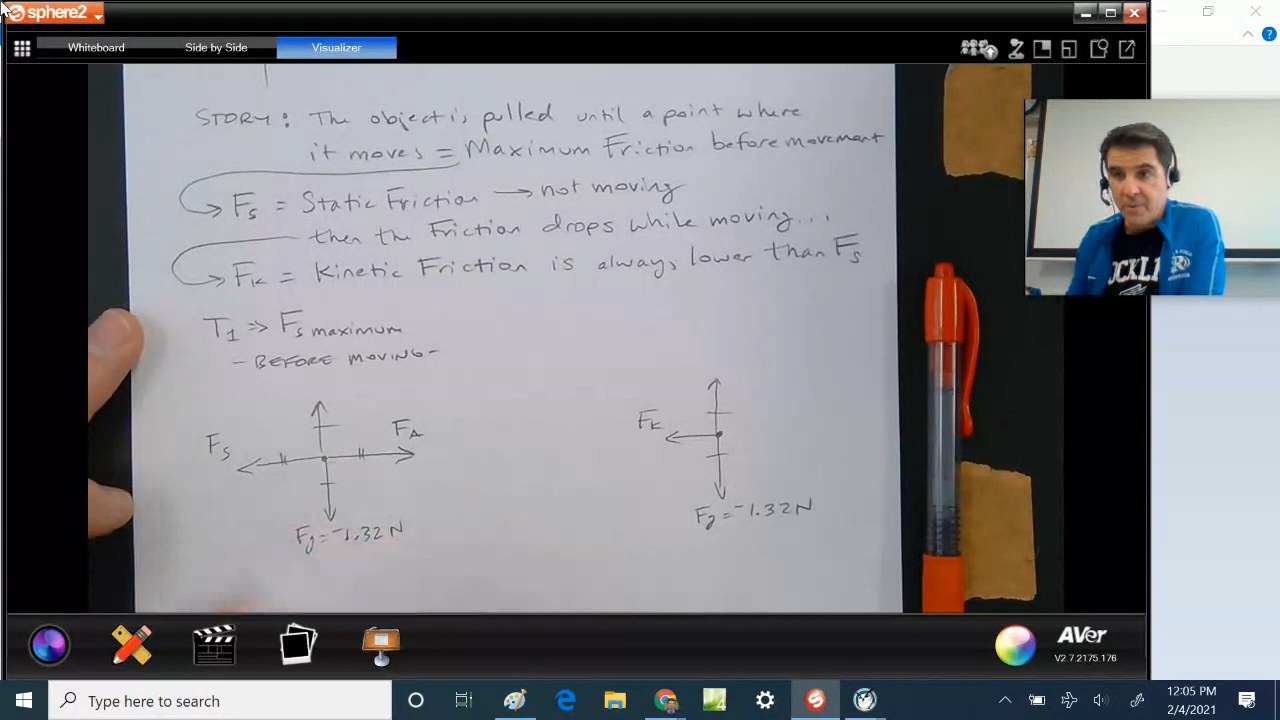 sphere2
Whiteboard
Side by Side
Visualizer
STORY: The object is pulled until a point where
it moves = Maximum Friction before movement
Fs = Static Friction → not moving
then the Friction drops while moving...
FK = Kinetic Friction is always lower than Fs
T1 => Fs maximum
- BEFORE MOVING -
Fs
FA
Fg = -1.32 N
FK
Fg = -1.32 N
OCKLI
R
AVer
V2.7.2175.176
Type here to search
12:05 PM
2/4/2021